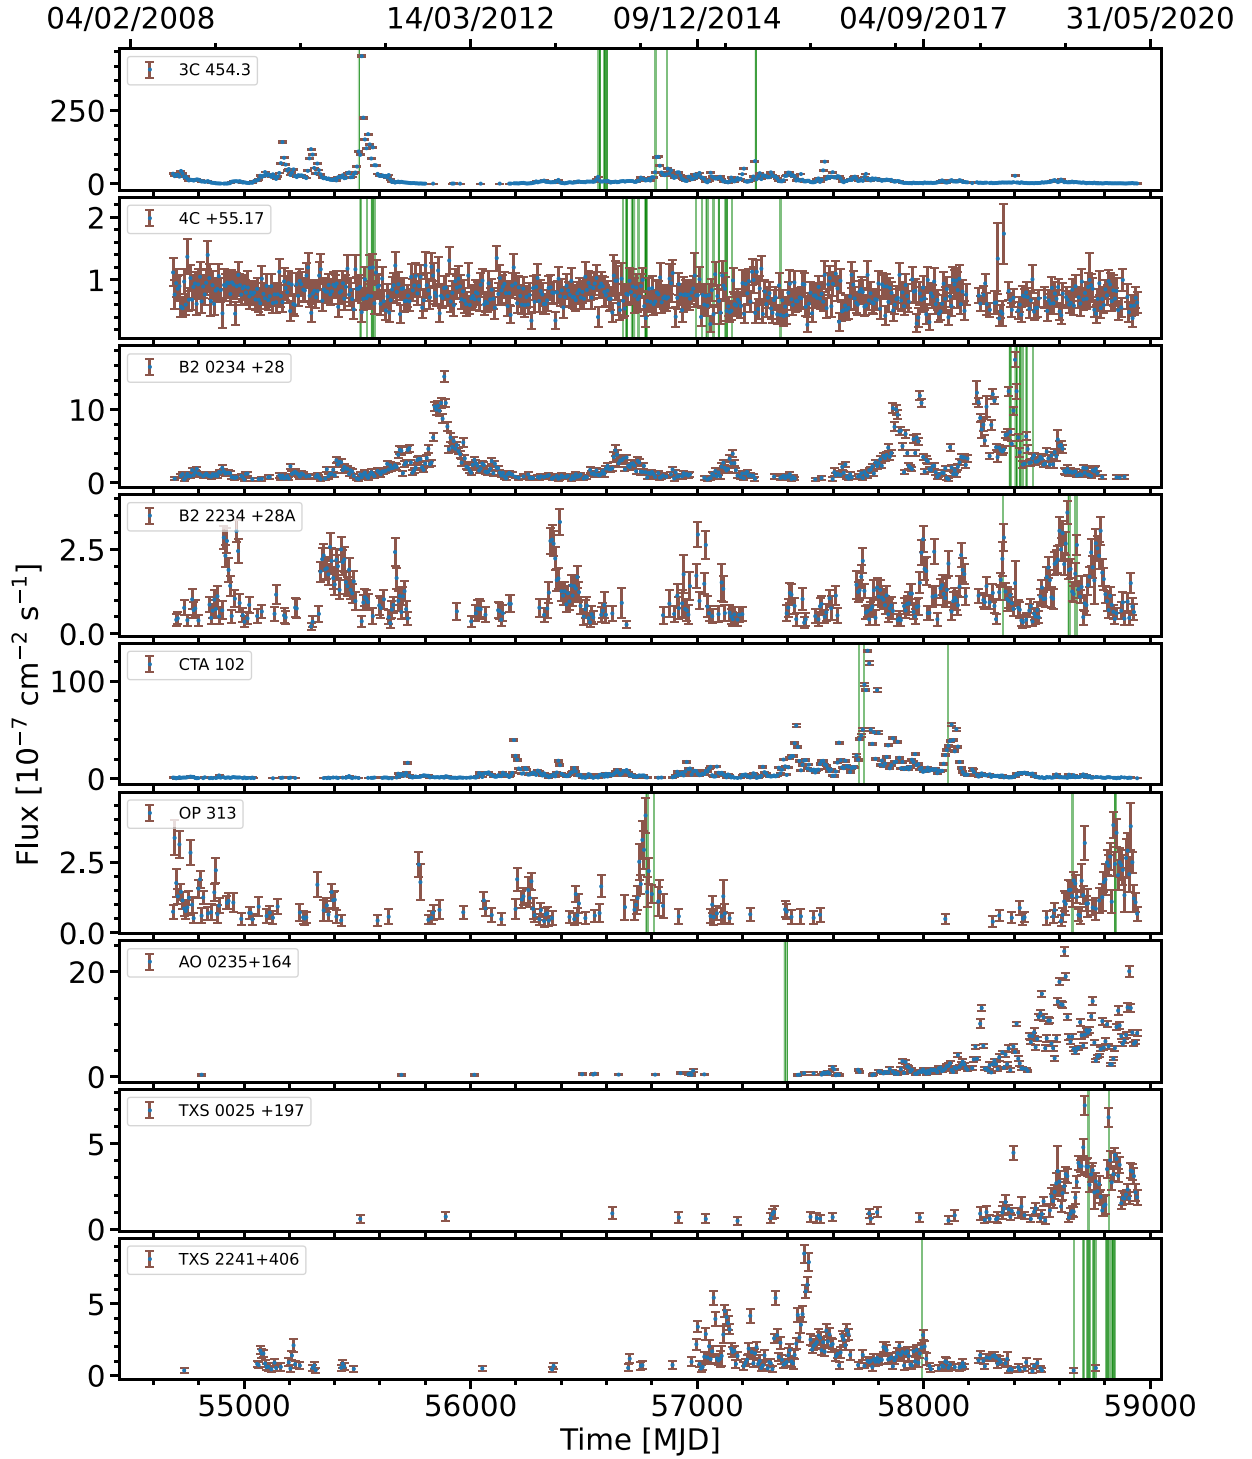 04/02/2008 14/03/2012 09/12/2014 04/09/2017 31/05/2020
3C 454.3
250
0
4C +55.17
2
1
B2 0234 +28
10
0
B2 2234 +28A
2.5
0.0
CTA 102
100
0
OP 313
2.5
0.0
AO 0235+164
20
0
TXS 0025 +197
5
0
TXS 2241+406
5
0
Flux [10⁻⁷ cm⁻² s⁻¹]
55000 56000 57000 58000 59000
Time [MJD]